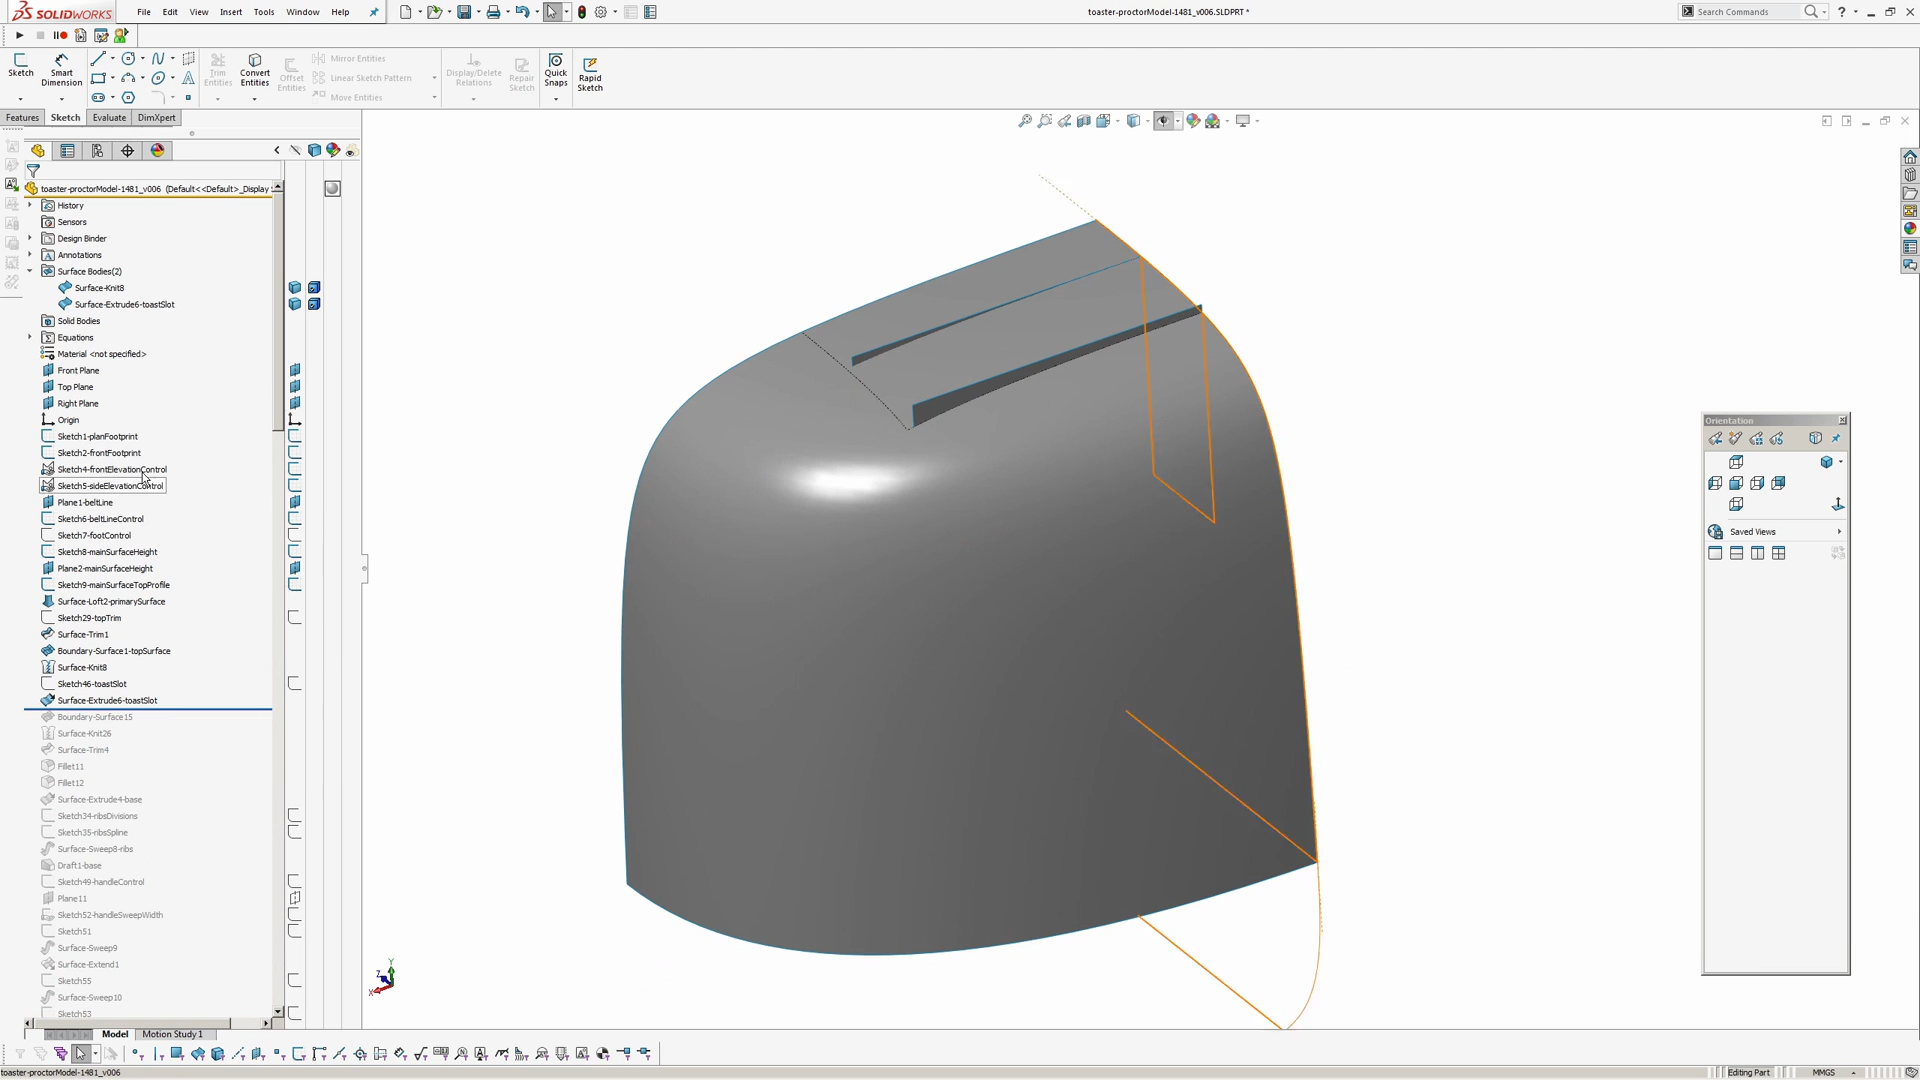 SOLIDWORKS
File Edit View Insert Tools Window Help
toaster-proctorModel-1481_v006.SLDPRT *
Search Commands
Sketch
Smart Dimension
Trim Entities
Convert Entities
Offset Entities
Mirror Entities
Linear Sketch Pattern
Move Entities
Display/Delete Relations
Repair Sketch
Quick Snaps
Rapid Sketch
Features Sketch Evaluate DimXpert
toaster-proctorModel-1481_v006 (Default<<Default>_Display
History
Sensors
Design Binder
Annotations
Surface Bodies(2)
Surface-Knit8
Surface-Extrude6-toastSlot
Solid Bodies
Equations
Material <not specified>
Front Plane
Top Plane
Right Plane
Origin
Sketch1-planFootprint
Sketch2-frontFootprint
Sketch4-frontElevationControl
Sketch5-sideElevationControl
Plane1-beltLine
Sketch6-beltLineControl
Sketch7-footControl
Sketch8-mainSurfaceHeight
Plane2-mainSurfaceHeight
Sketch9-mainSurfaceTopProfile
Surface-Loft2-primarySurface
Sketch29-topTrim
Surface-Trim1
Boundary-Surface1-topSurface
Surface-Knit8
Sketch46-toastSlot
Surface-Extrude6-toastSlot
Boundary-Surface15
Surface-Knit26
Surface-Trim4
Fillet11
Fillet12
Surface-Extrude4-base
Sketch34-ribsDivisions
Sketch35-ribsSpline
Surface-Sweep8-ribs
Draft1-base
Sketch49-handleControl
Plane11
Sketch52-handleSweepWidth
Sketch51
Surface-Sweep9
Surface-Extend1
Sketch55
Surface-Sweep10
Sketch53
Orientation
Saved Views
Y
Z
X
Model Motion Study 1
toaster-proctorModel-1481_v006
Editing Part
MMGS